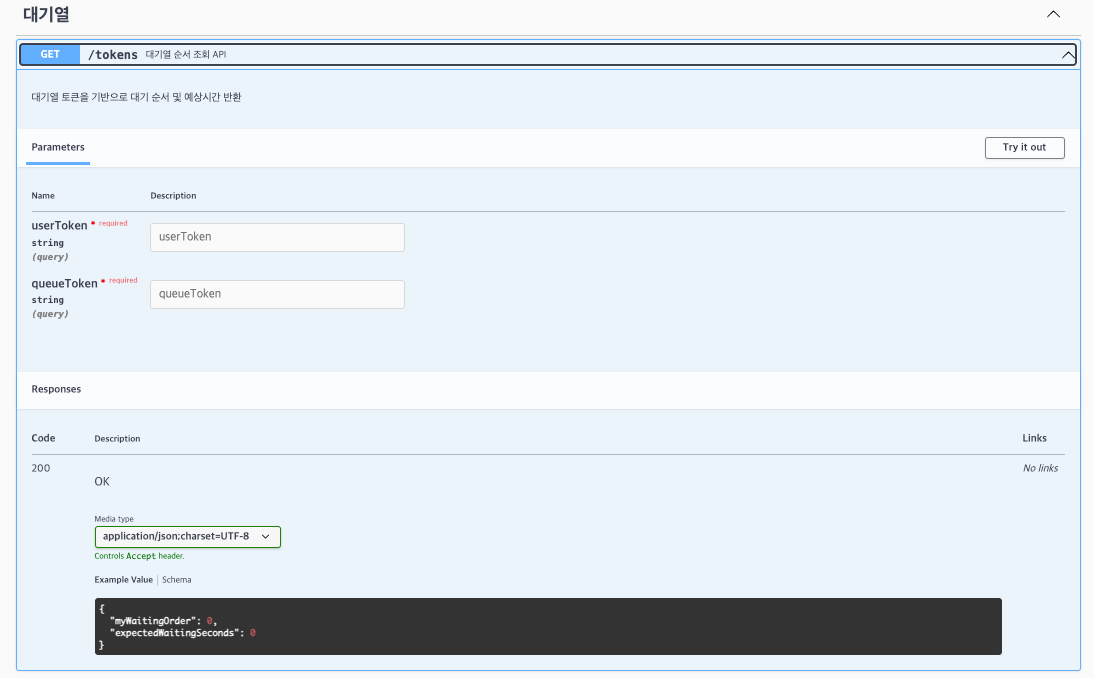 대기열
GET /tokens 대기열 순서 조회 API
대기열 토큰을 기반으로 대기 순서 및 예상시간 반환
Parameters
Try it out
Name Description
userToken * required
string
(query)
userToken
queueToken * required
string
(query)
queueToken
Responses
Code Description Links
200
OK
No links
Media type
application/json;charset=UTF-8
Controls Accept header.
Example Value Schema
{
"myWaitingOrder": 0,
"expectedWaitingSeconds": 0
}